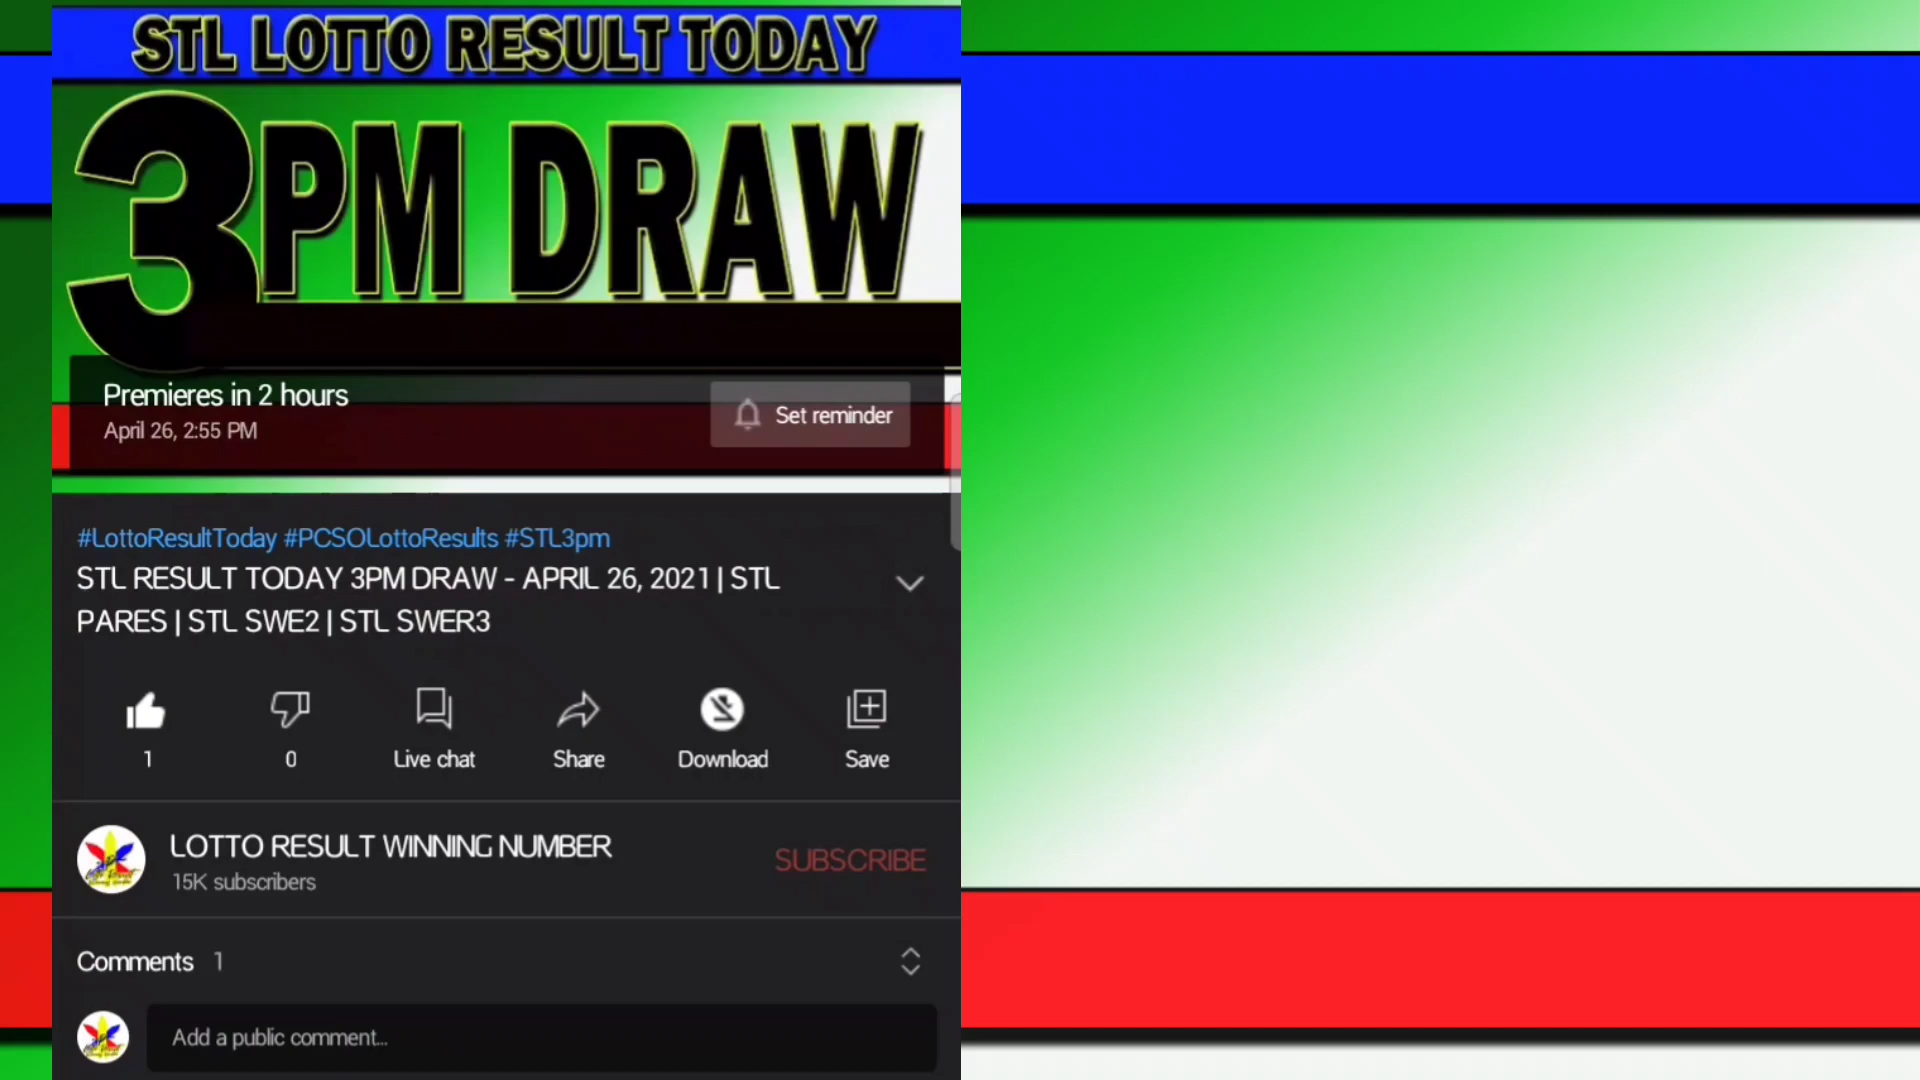 STL LOTTO RESULT TODAY
3PM DRAW
Premieres in 2 hours
April 26, 2:55 PM
Set reminder
#LottoResultToday #PCSOLottoResults #STL3pm
STL RESULT TODAY 3PM DRAW - APRIL 26, 2021 | STL
PARES | STL SWE2 | STL SWER3
1
0
Live chat
Share
Download
Save
LOTTO RESULT WINNING NUMBER
15K subscribers
SUBSCRIBE
Comments 1
Add a public comment...